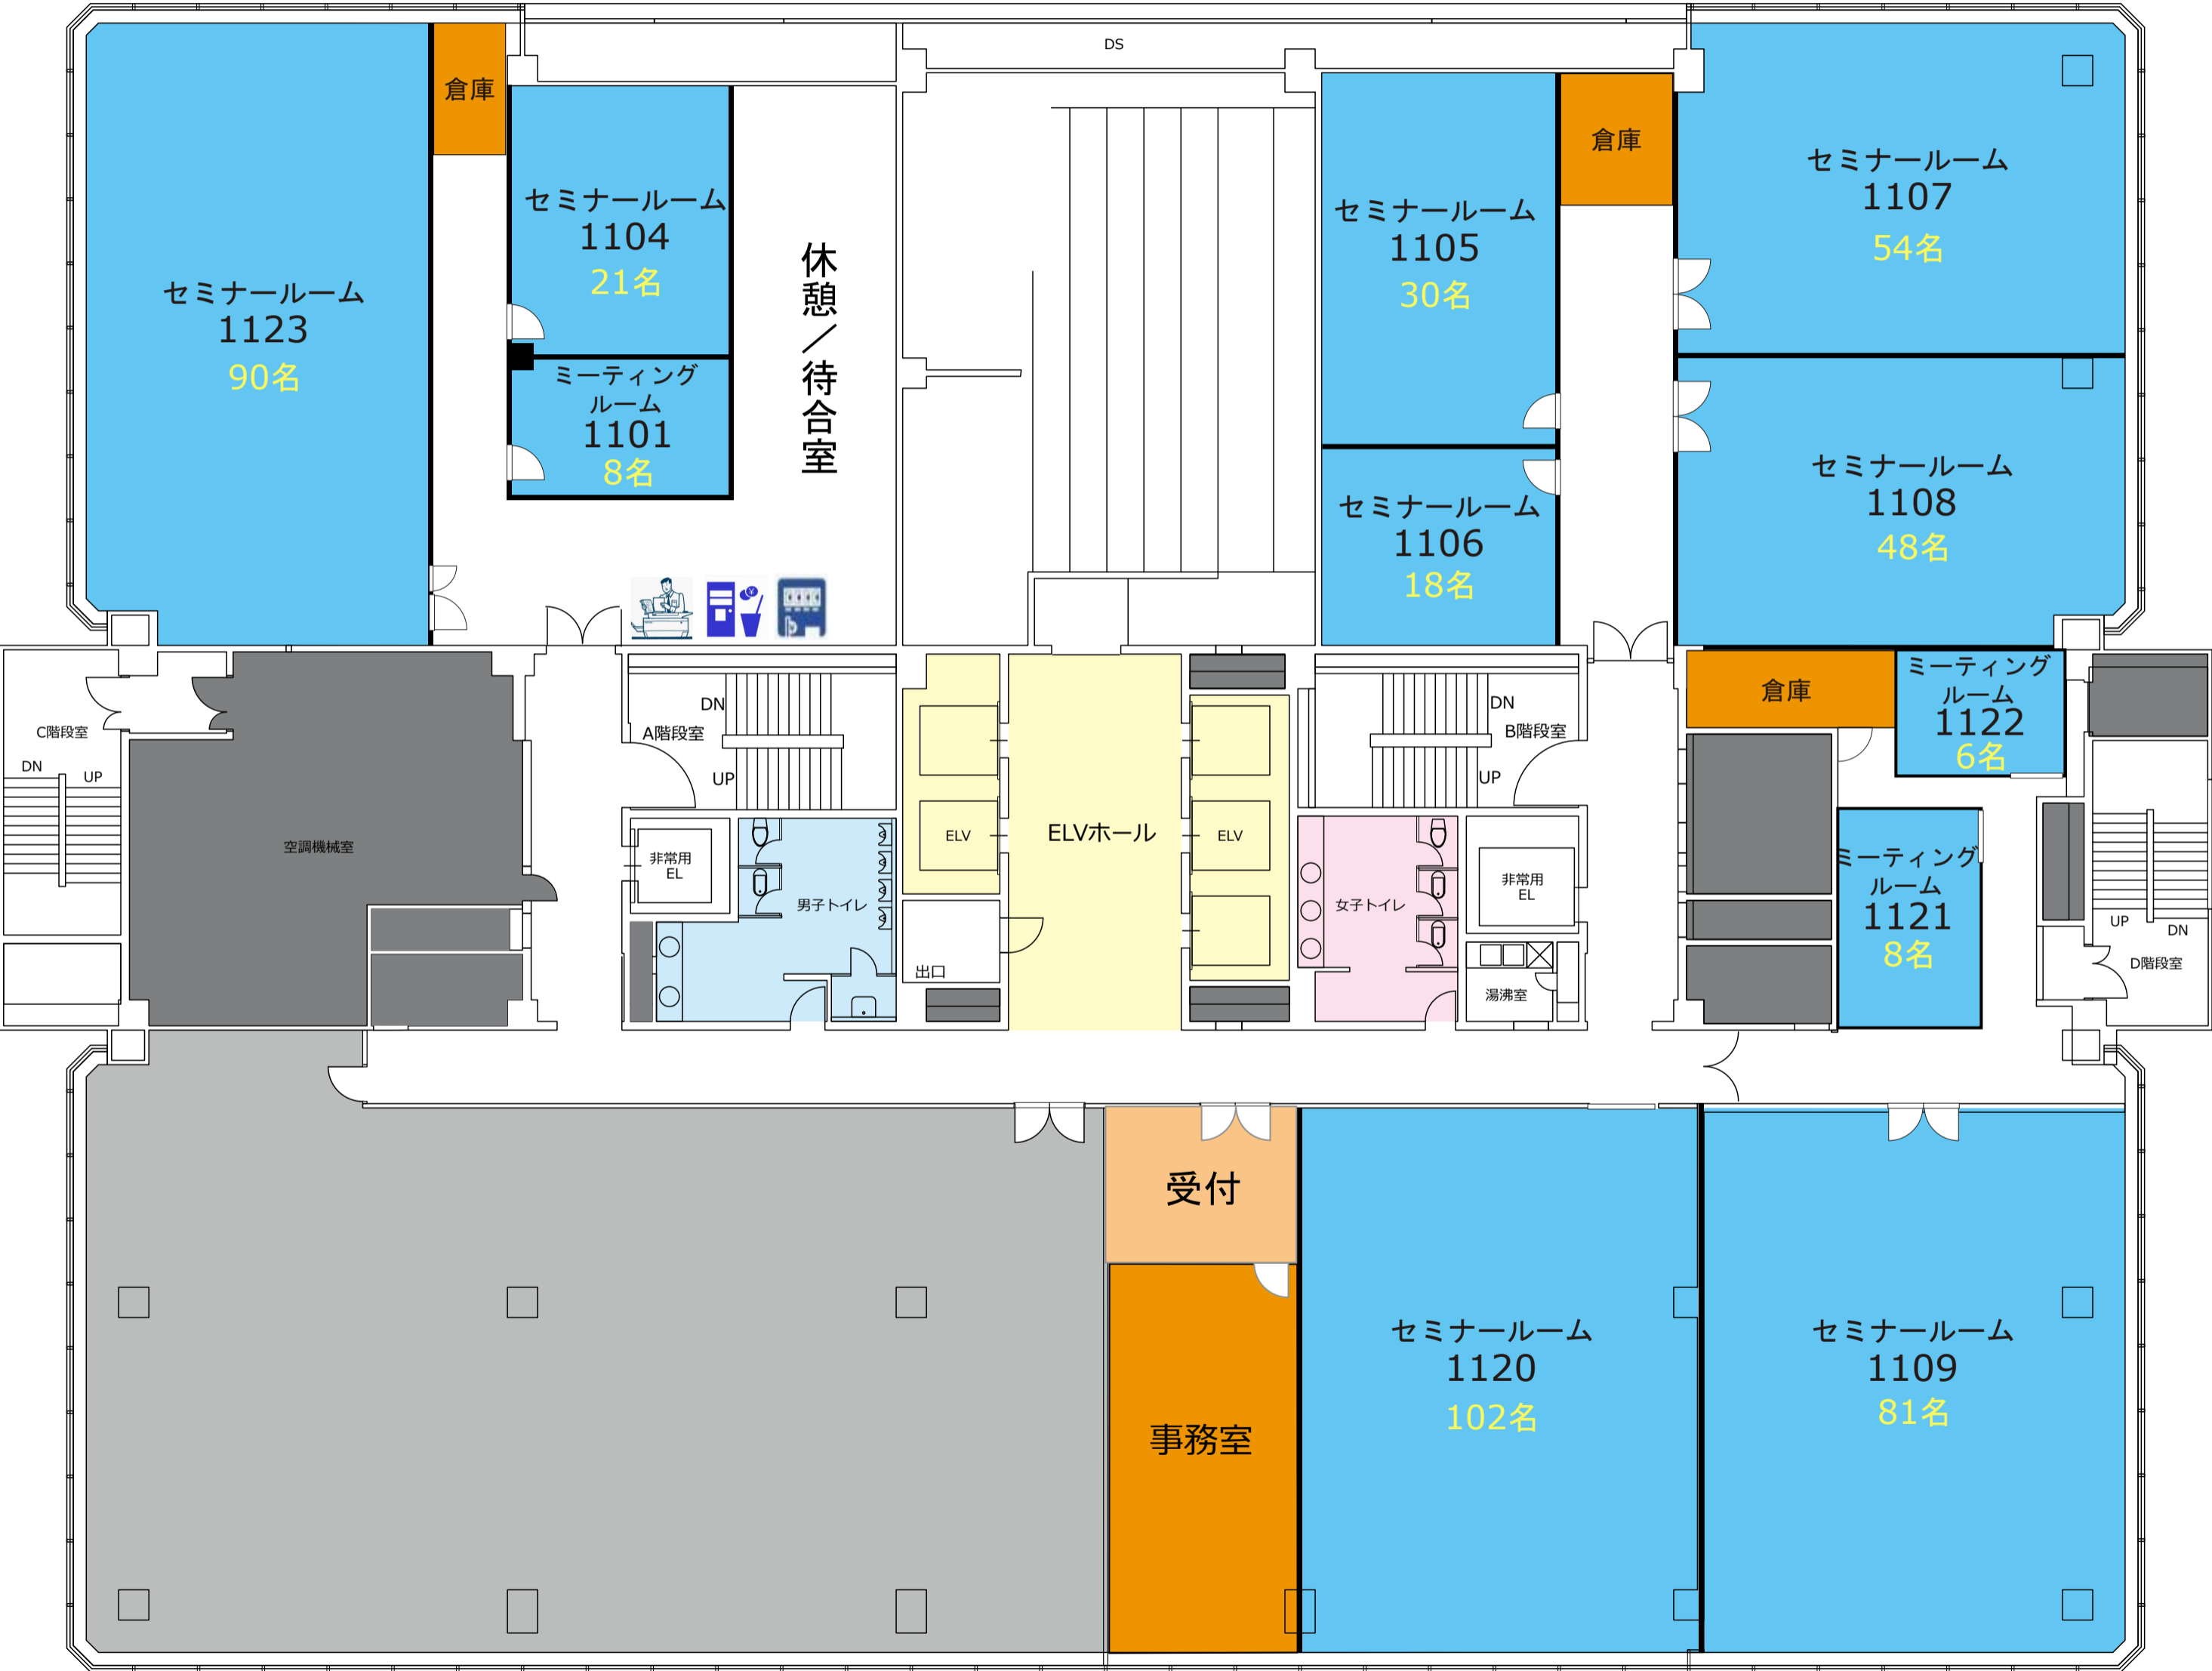 DS
倉庫
セミナールーム
1123
90名
セミナールーム
1104
21名
ミーティング
ルーム
1101
8名
休憩／待合室
セミナールーム
1105
30名
セミナールーム
1106
18名
倉庫
セミナールーム
1107
54名
セミナールーム
1108
48名
C階段室
DN
UP
空調機械室
DN
A階段室
UP
非常用
EL
男子トイレ
ELV
出口
ELVホール
ELV
女子トイレ
DN
B階段室
UP
非常用
EL
湯沸室
倉庫
ミーティング
ルーム
1122
6名
ミーティング
ルーム
1121
8名
UP
DN
D階段室
受付
事務室
セミナールーム
1120
102名
セミナールーム
1109
81名